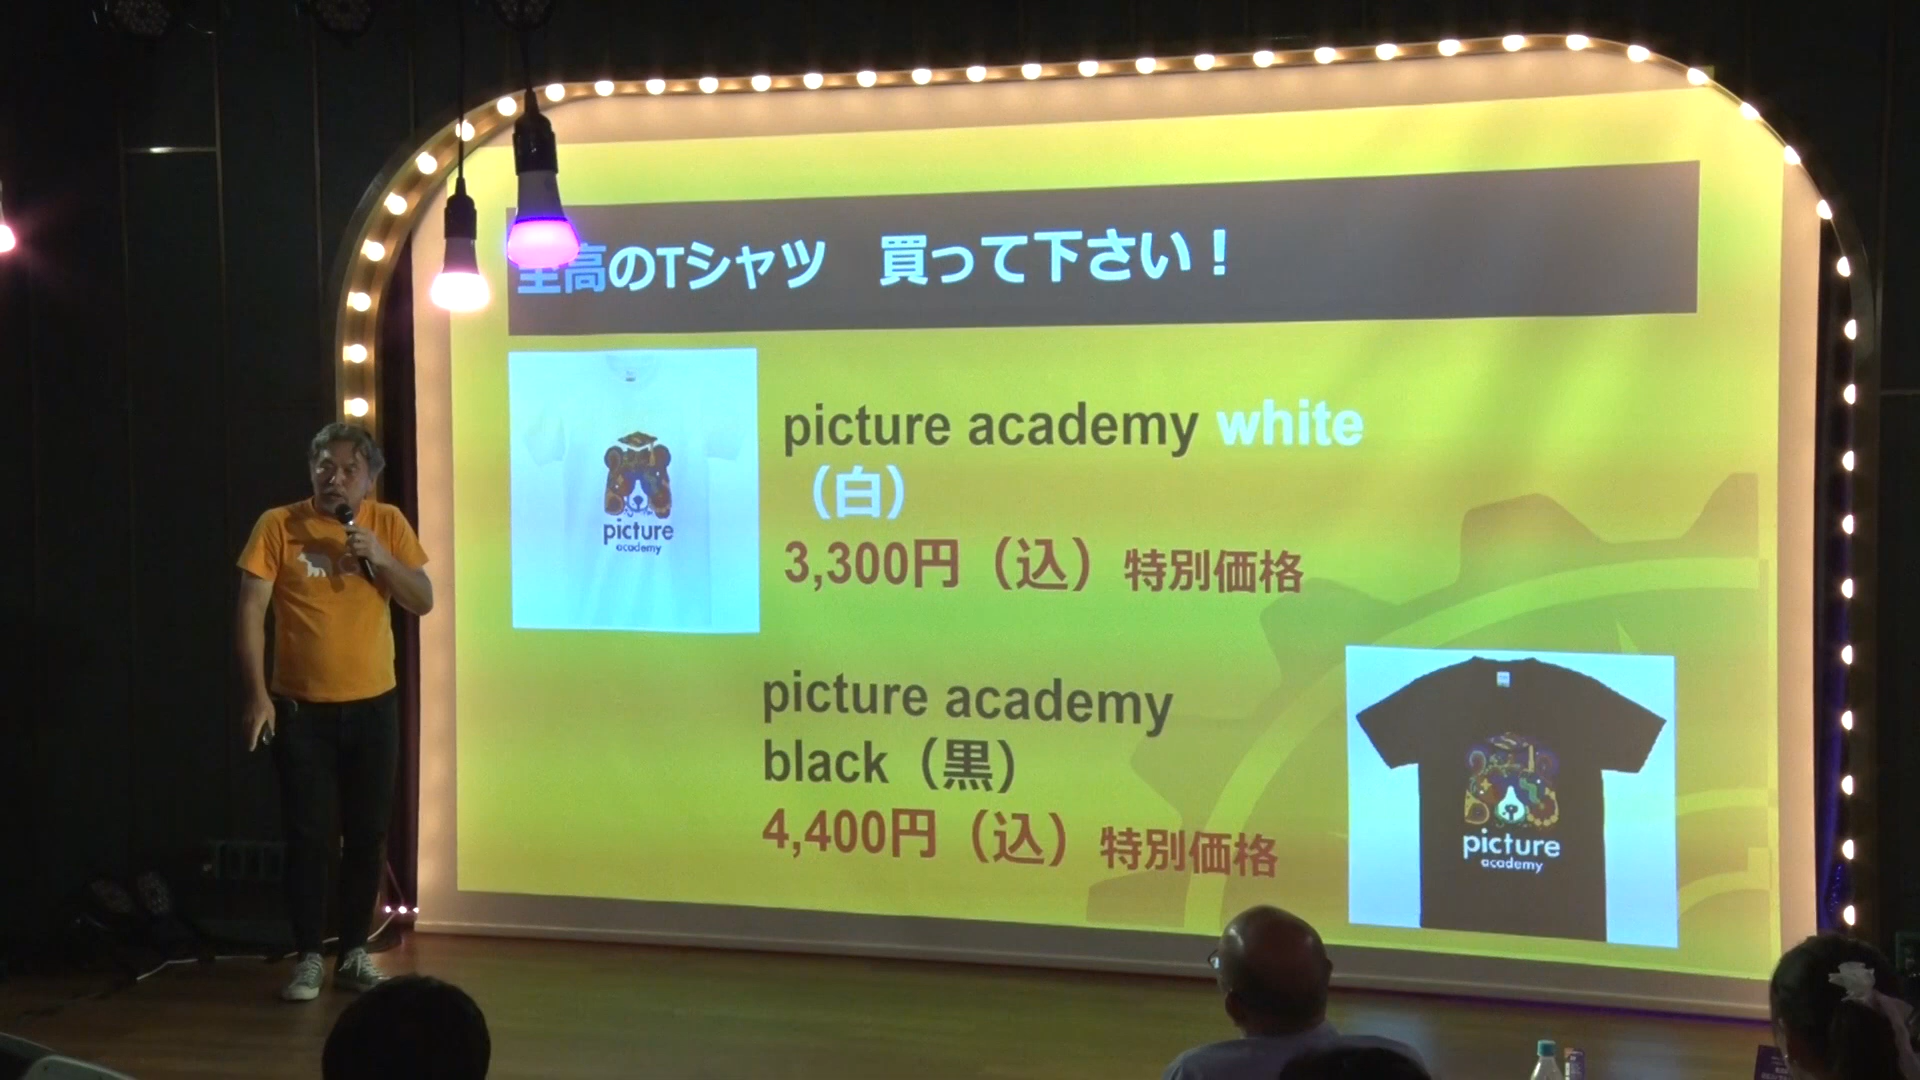 至高のTシャツ　買って下さい！
picture
academy
picture academy white
（白）
3,300円（込）特別価格
picture academy
black（黒）
4,400円（込）特別価格
picture
academy